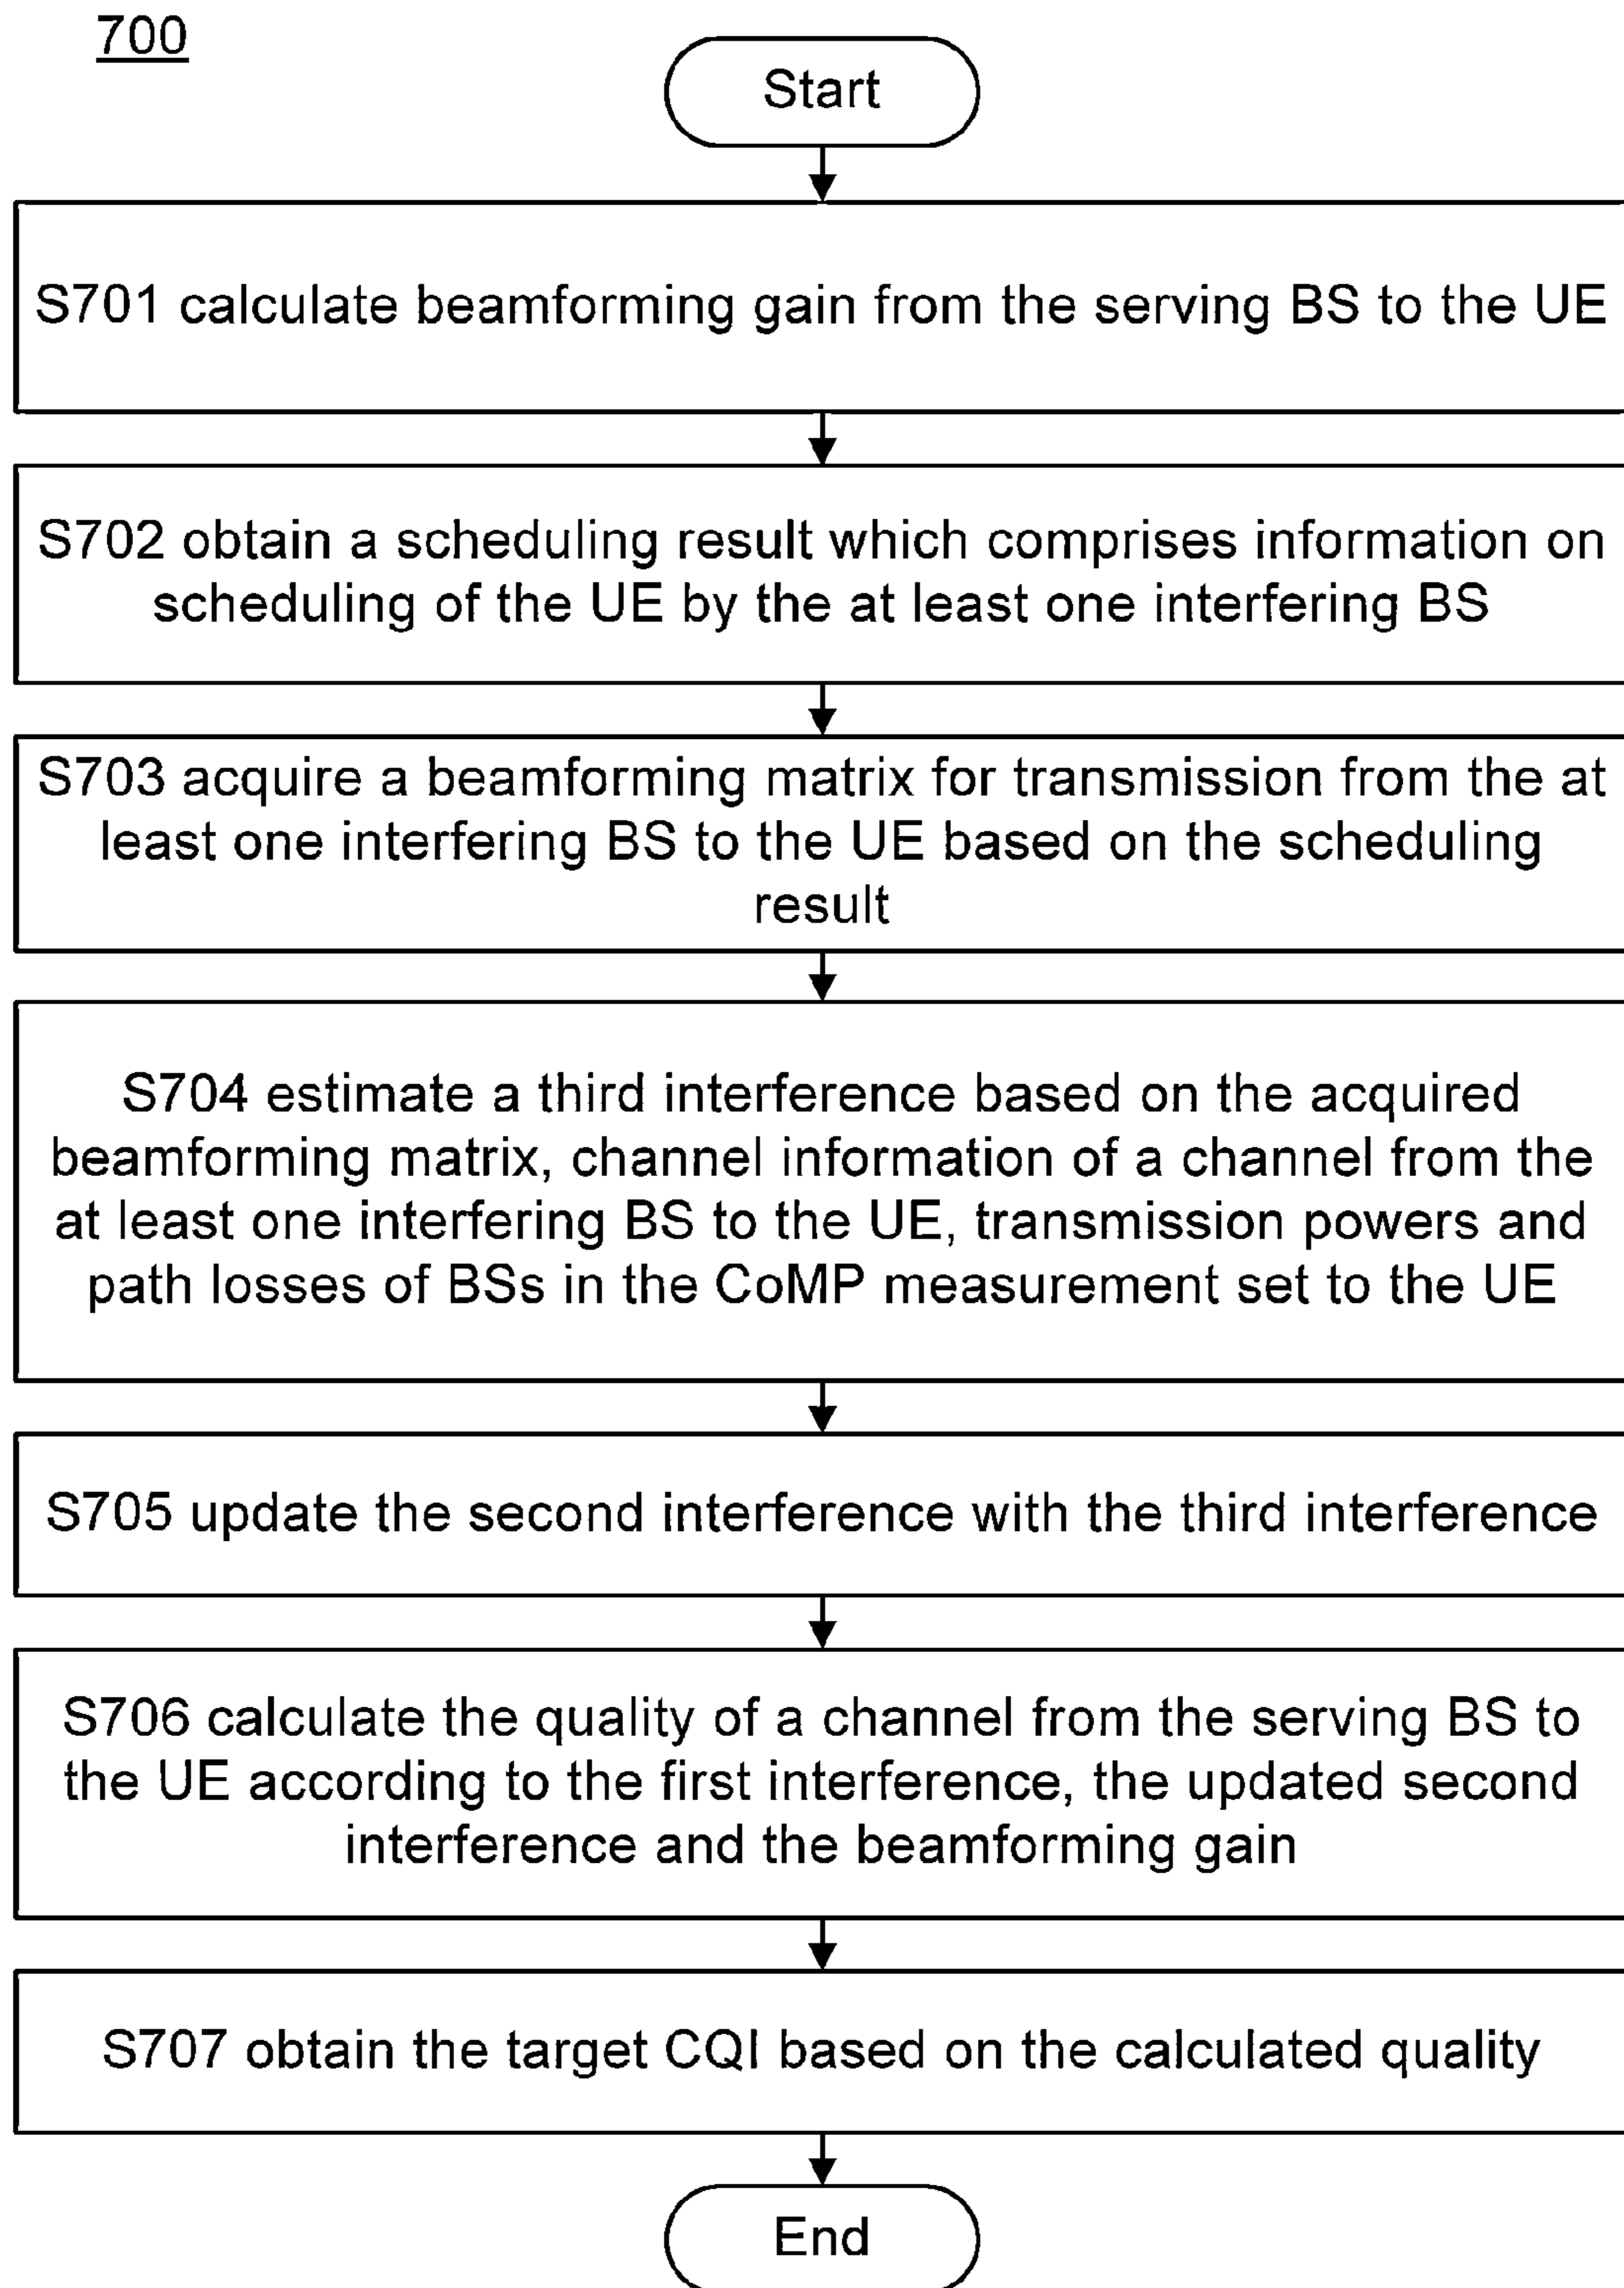 700
Start
S701 calculate beamforming gain from the serving BS to the UE
S702 obtain a scheduling result which comprises information on
scheduling of the UE by the at least one interfering BS
S703 acquire a beamforming matrix for transmission from the at
least one interfering BS to the UE based on the scheduling
result
S704 estimate a third interference based on the acquired
beamforming matrix, channel information of a channel from the
at least one interfering BS to the UE, transmission powers and
path losses of BSs in the CoMP measurement set to the UE
S705 update the second interference with the third interference
S706 calculate the quality of a channel from the serving BS to
the UE according to the first interference, the updated second
interference and the beamforming gain
S707 obtain the target CQI based on the calculated quality
End